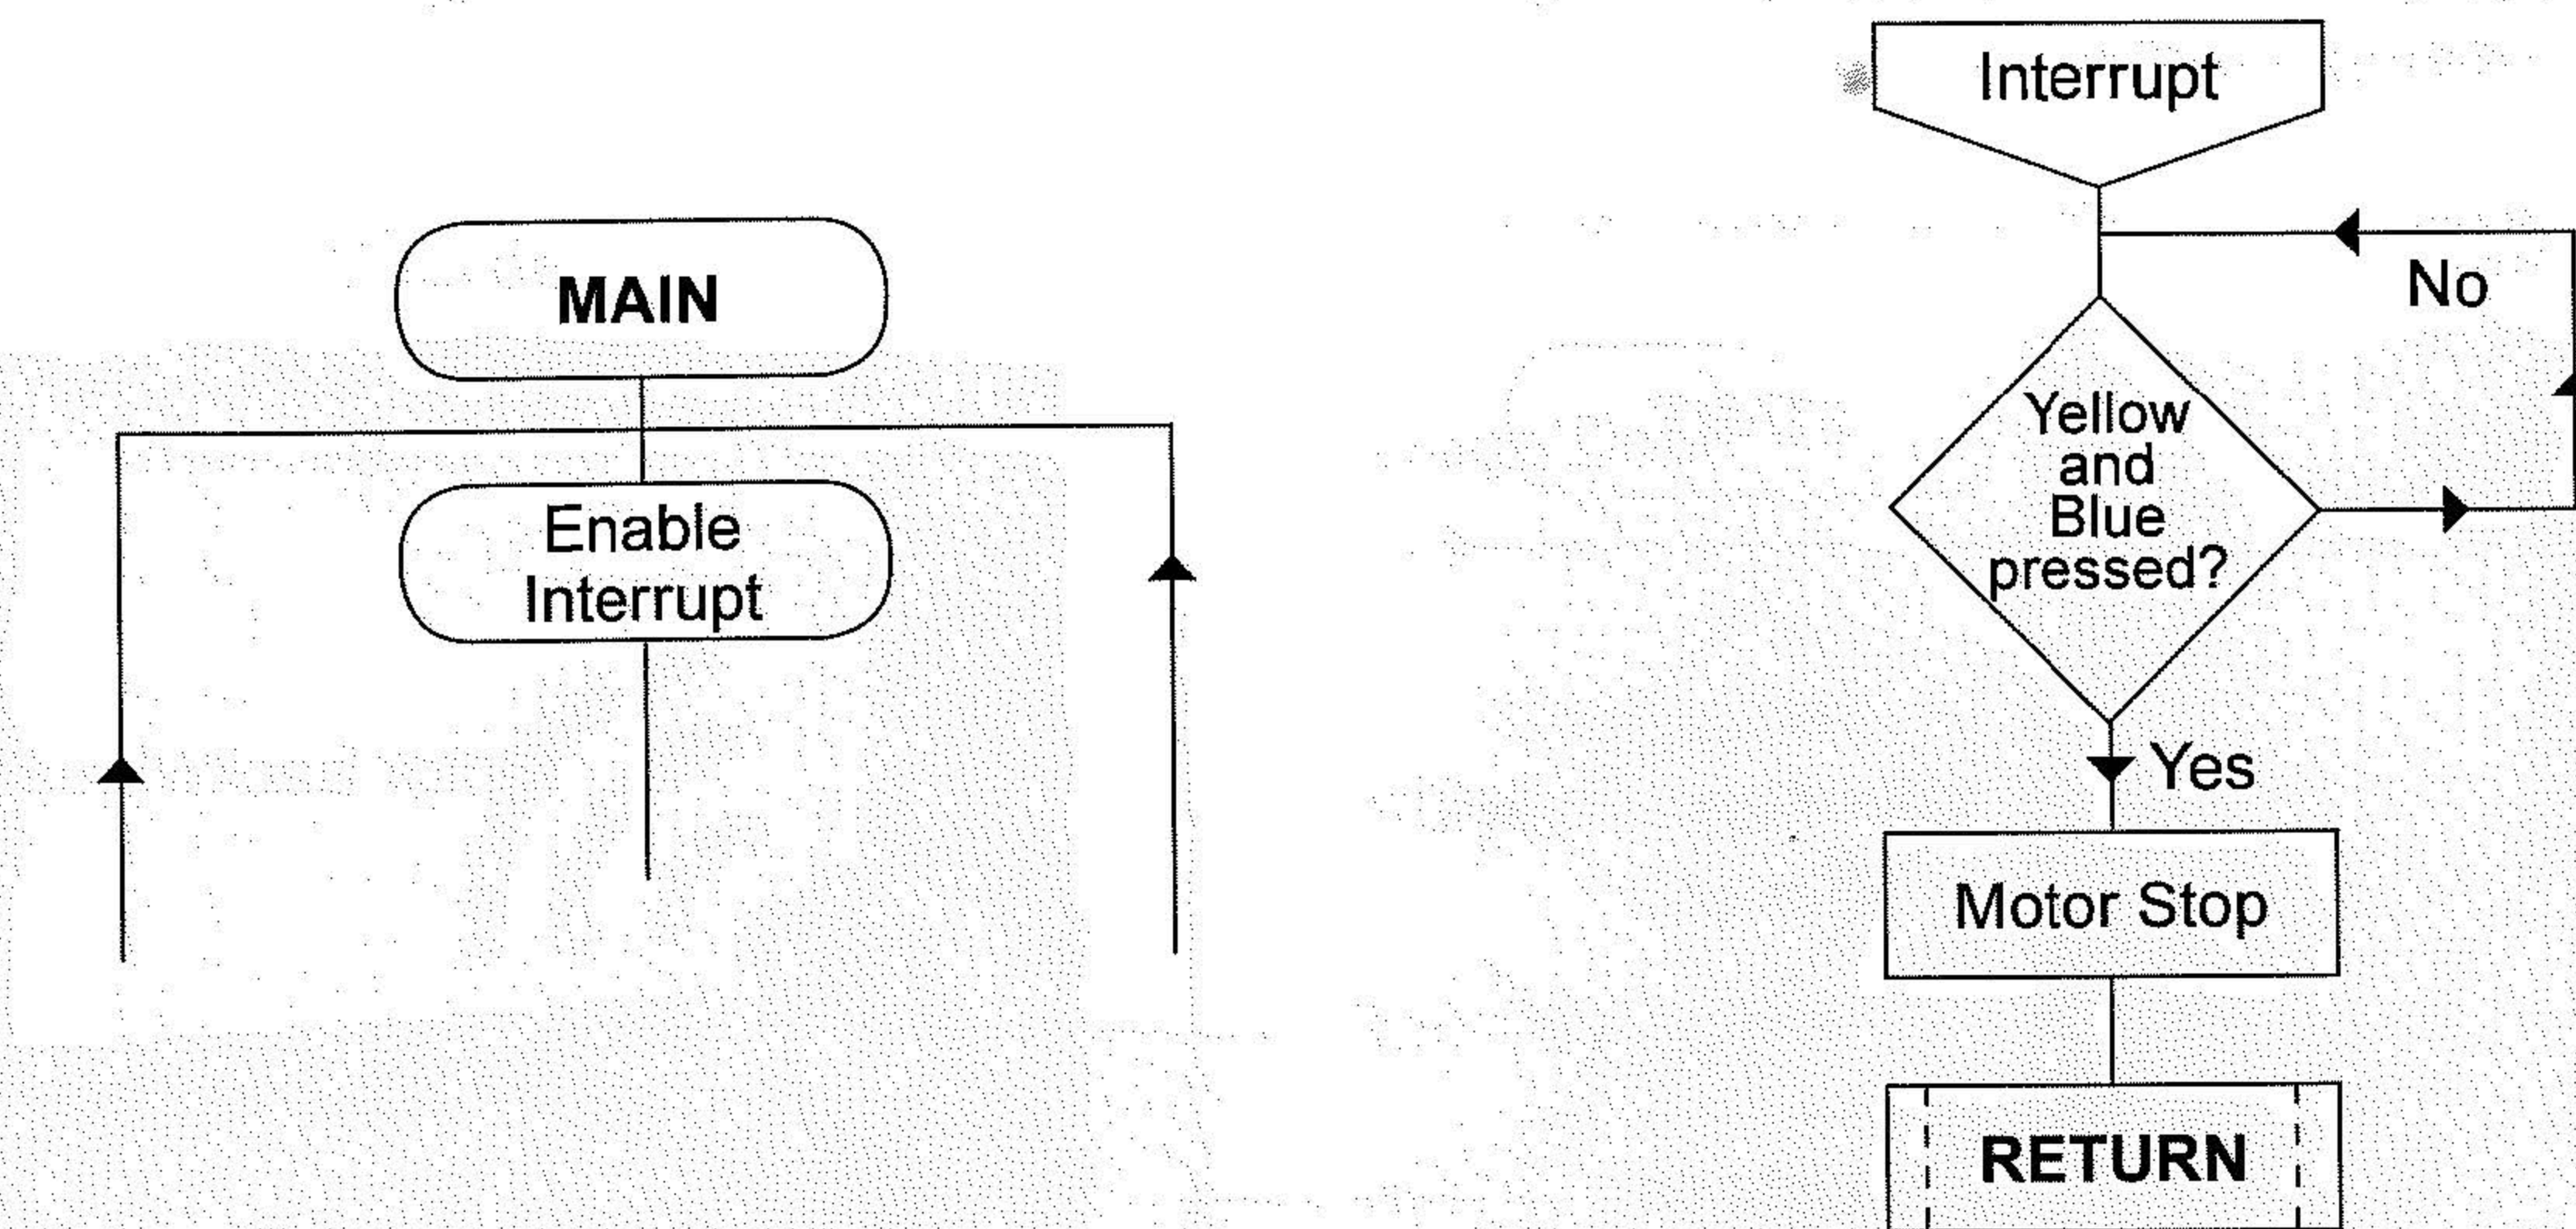 MAIN
Enable
Interrupt
Interrupt
No
Yellow
and
Blue
pressed?
Yes
Motor Stop
RETURN